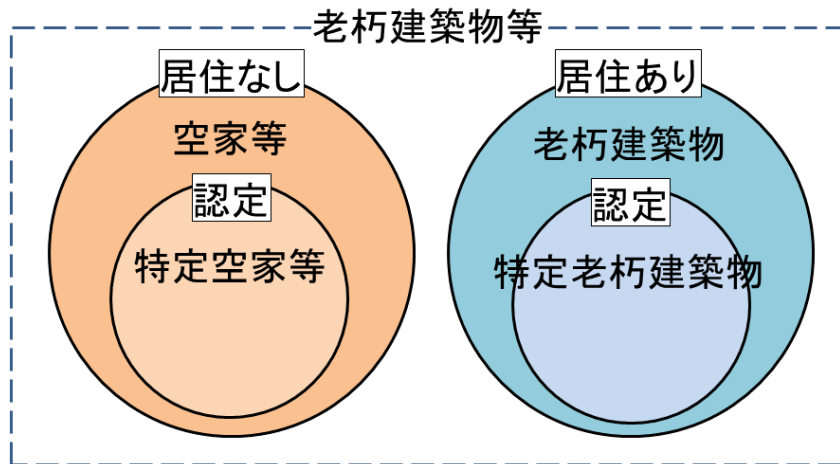 老朽建築物等
居住なし
空家等
認定
特定空家等
居住あり
老朽建築物
認定
特定老朽建築物